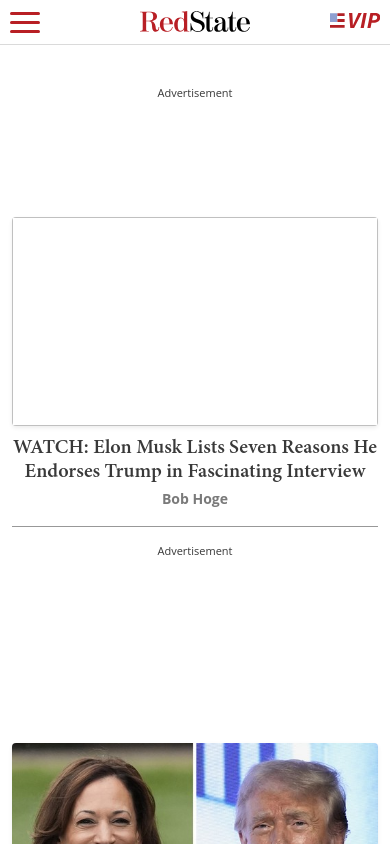 RedState
VIP
Advertisement
WATCH: Elon Musk Lists Seven Reasons He
Endorses Trump in Fascinating Interview
Bob Hoge
Advertisement